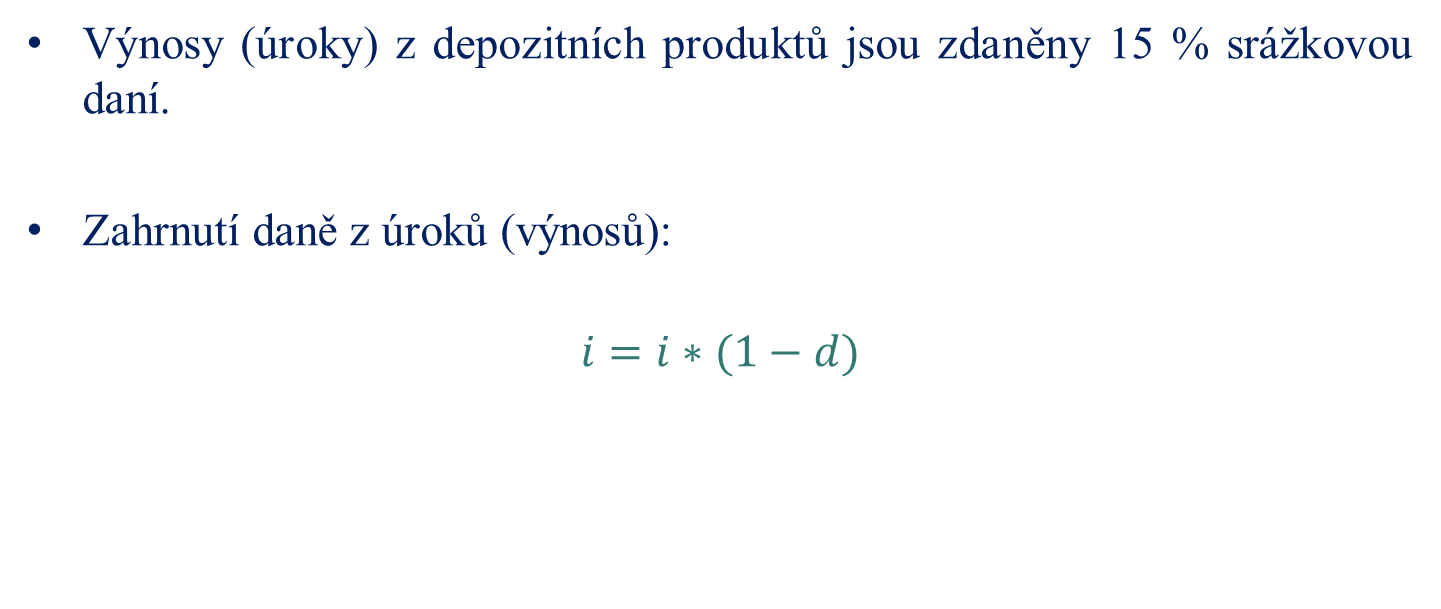 • Výnosy (úroky) z depozitních produktů jsou zdaněny 15 % srážkovou
daní.
• Zahrnutí daně z úroků (výnosů):
𝑖 = 𝑖 ∗ (1 − 𝑑)